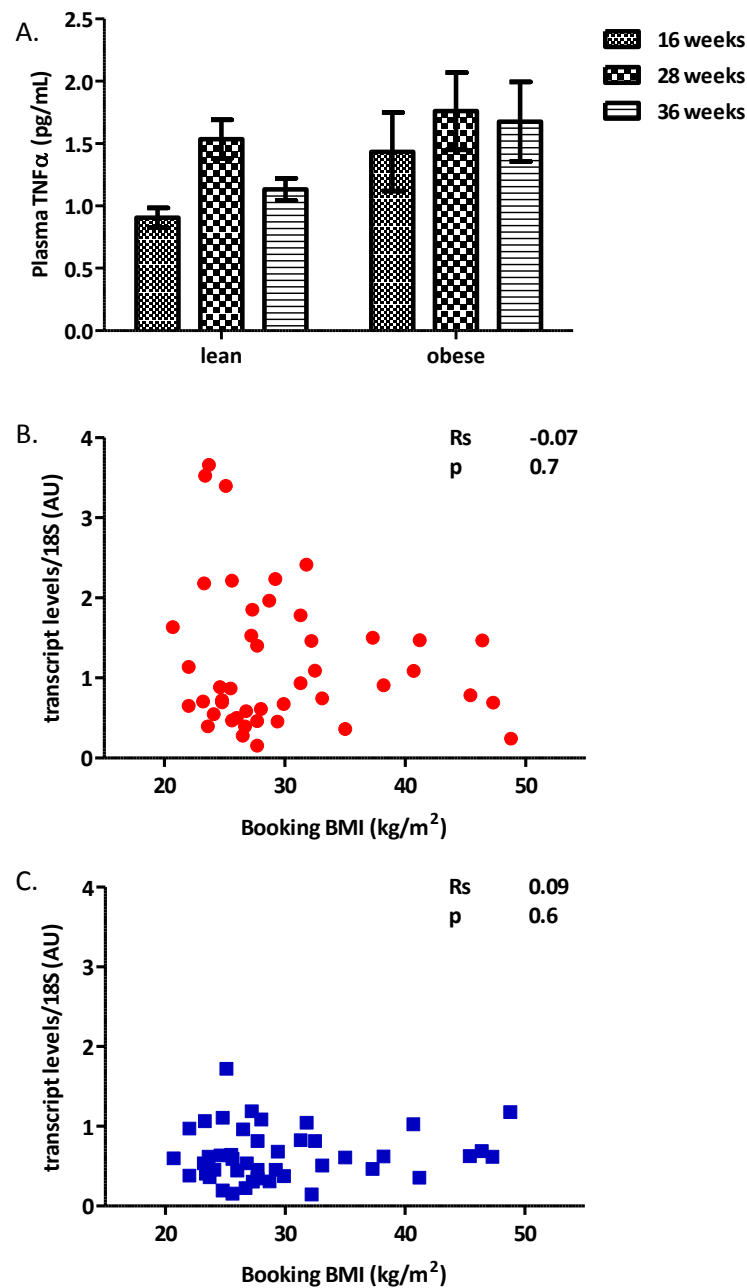 A.
Plasma TNFα (pg/mL)
2.5
2.0
1.5
1.0
0.5
0.0
lean
obese
16 weeks
28 weeks
36 weeks
B.
transcript levels/18S (AU)
4
3
2
1
0
Rs -0.07
p 0.7
20 30 40 50
Booking BMI (kg/m²)
C.
transcript levels/18S (AU)
4
3
2
1
0
Rs 0.09
p 0.6
20 30 40 50
Booking BMI (kg/m²)